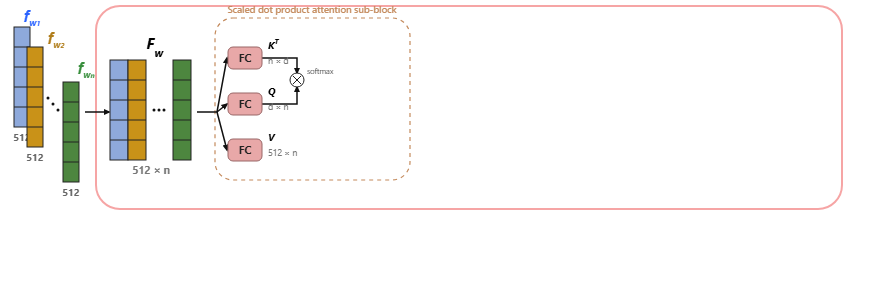 Scaled dot product attention sub-block
f_w1
f_w2
f_wn
F_w
K^T
FC
n × a
softmax
Q
FC
a × n
V
FC
512 × n
512
512
512
512 × n